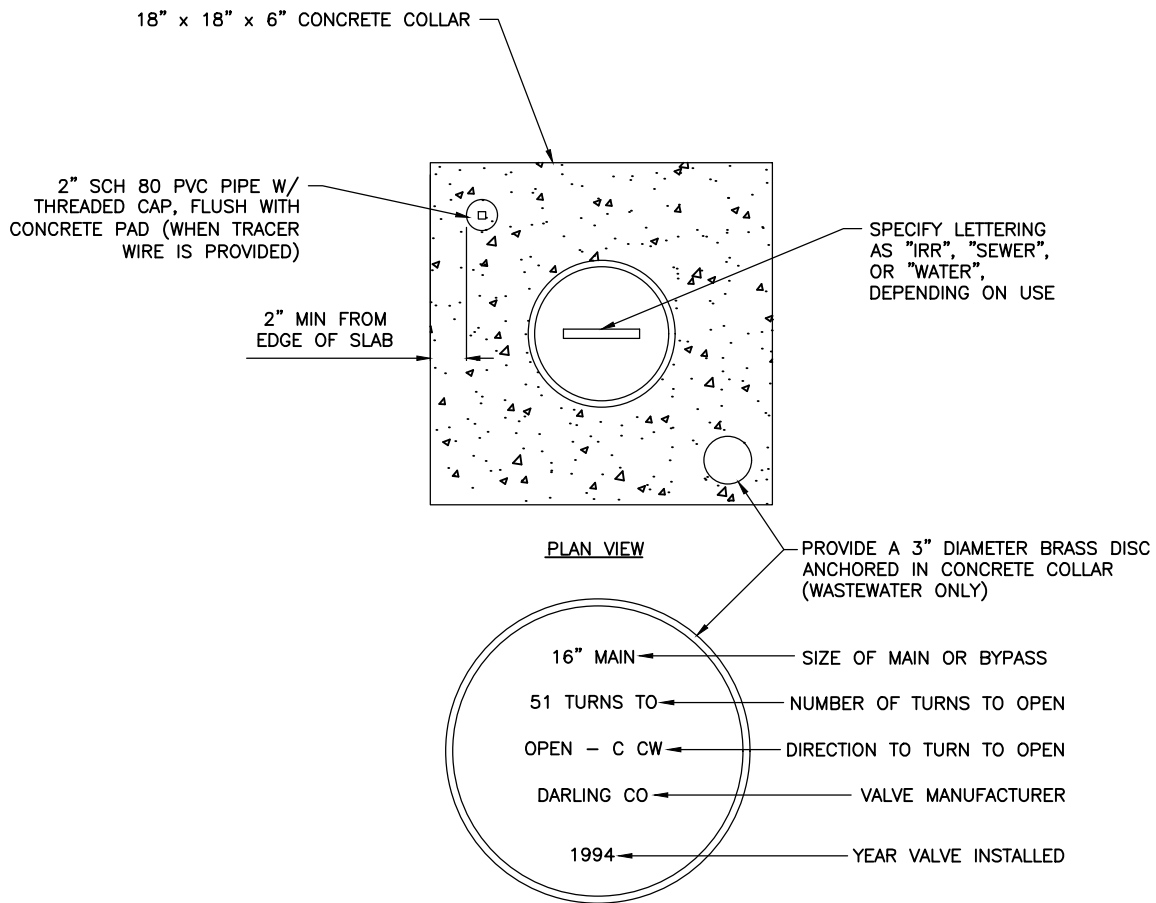 18” x 18” x 6” CONCRETE COLLAR
2” SCH 80 PVC PIPE W/
THREADED CAP, FLUSH WITH
CONCRETE PAD (WHEN TRACER
WIRE IS PROVIDED)
SPECIFY LETTERING
AS ”IRR”, ”SEWER”,
OR ”WATER”,
DEPENDING ON USE
2” MIN FROM
EDGE OF SLAB
PLAN VIEW
PROVIDE A 3” DIAMETER BRASS DISC
ANCHORED IN CONCRETE COLLAR
(WASTEWATER ONLY)
16” MAIN SIZE OF MAIN OR BYPASS
51 TURNS TO NUMBER OF TURNS TO OPEN
OPEN – C CW DIRECTION TO TURN TO OPEN
DARLING CO VALVE MANUFACTURER
1994 YEAR VALVE INSTALLED